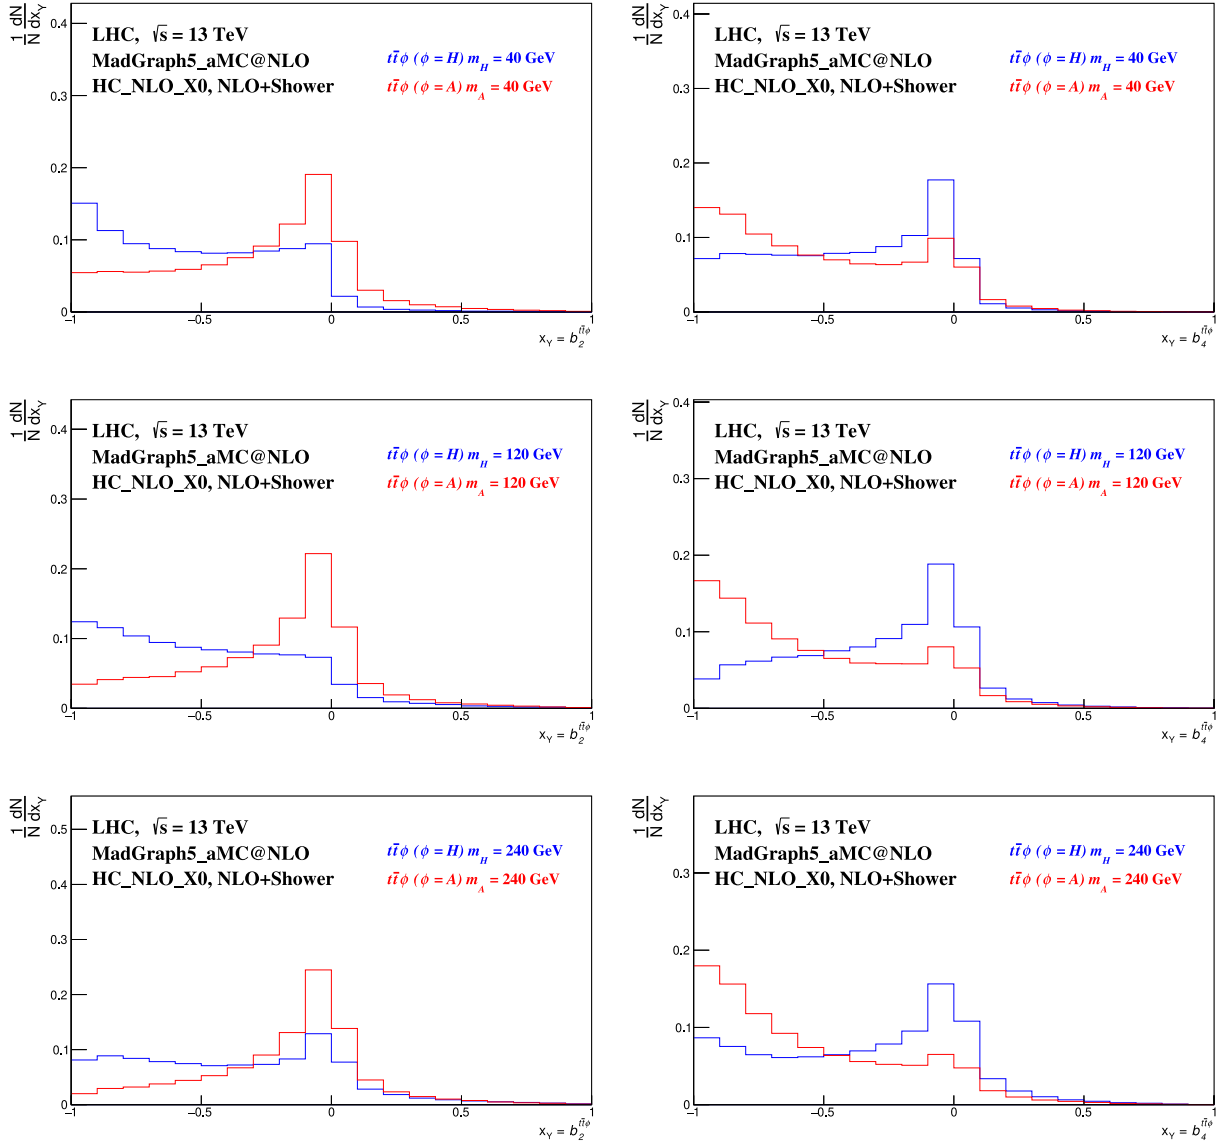 1/N dN/dx_Y
0.4
0.3
0.2
0.1
0
LHC, √s = 13 TeV
MadGraph5_aMC@NLO
HC_NLO_X0, NLO+Shower
tt̄ϕ (ϕ = H) m_H = 40 GeV
tt̄ϕ (ϕ = A) m_A = 40 GeV
−1 −0.5 0 0.5 1
x_Y = b_2^{tt̄ϕ}
1/N dN/dx_Y
0.4
0.3
0.2
0.1
0
LHC, √s = 13 TeV
MadGraph5_aMC@NLO
HC_NLO_X0, NLO+Shower
tt̄ϕ (ϕ = H) m_H = 40 GeV
tt̄ϕ (ϕ = A) m_A = 40 GeV
−1 −0.5 0 0.5 1
x_Y = b_4^{tt̄ϕ}
1/N dN/dx_Y
0.4
0.3
0.2
0.1
0
LHC, √s = 13 TeV
MadGraph5_aMC@NLO
HC_NLO_X0, NLO+Shower
tt̄ϕ (ϕ = H) m_H = 120 GeV
tt̄ϕ (ϕ = A) m_A = 120 GeV
−1 −0.5 0 0.5 1
x_Y = b_2^{tt̄ϕ}
1/N dN/dx_Y
0.4
0.3
0.2
0.1
0
LHC, √s = 13 TeV
MadGraph5_aMC@NLO
HC_NLO_X0, NLO+Shower
tt̄ϕ (ϕ = H) m_H = 120 GeV
tt̄ϕ (ϕ = A) m_A = 120 GeV
−1 −0.5 0 0.5 1
x_Y = b_4^{tt̄ϕ}
1/N dN/dx_Y
0.5
0.4
0.3
0.2
0.1
0
LHC, √s = 13 TeV
MadGraph5_aMC@NLO
HC_NLO_X0, NLO+Shower
tt̄ϕ (ϕ = H) m_H = 240 GeV
tt̄ϕ (ϕ = A) m_A = 240 GeV
−1 −0.5 0 0.5 1
x_Y = b_2^{tt̄ϕ}
1/N dN/dx_Y
0.3
0.2
0.1
0
LHC, √s = 13 TeV
MadGraph5_aMC@NLO
HC_NLO_X0, NLO+Shower
tt̄ϕ (ϕ = H) m_H = 240 GeV
tt̄ϕ (ϕ = A) m_A = 240 GeV
−1 −0.5 0 0.5 1
x_Y = b_4^{tt̄ϕ}